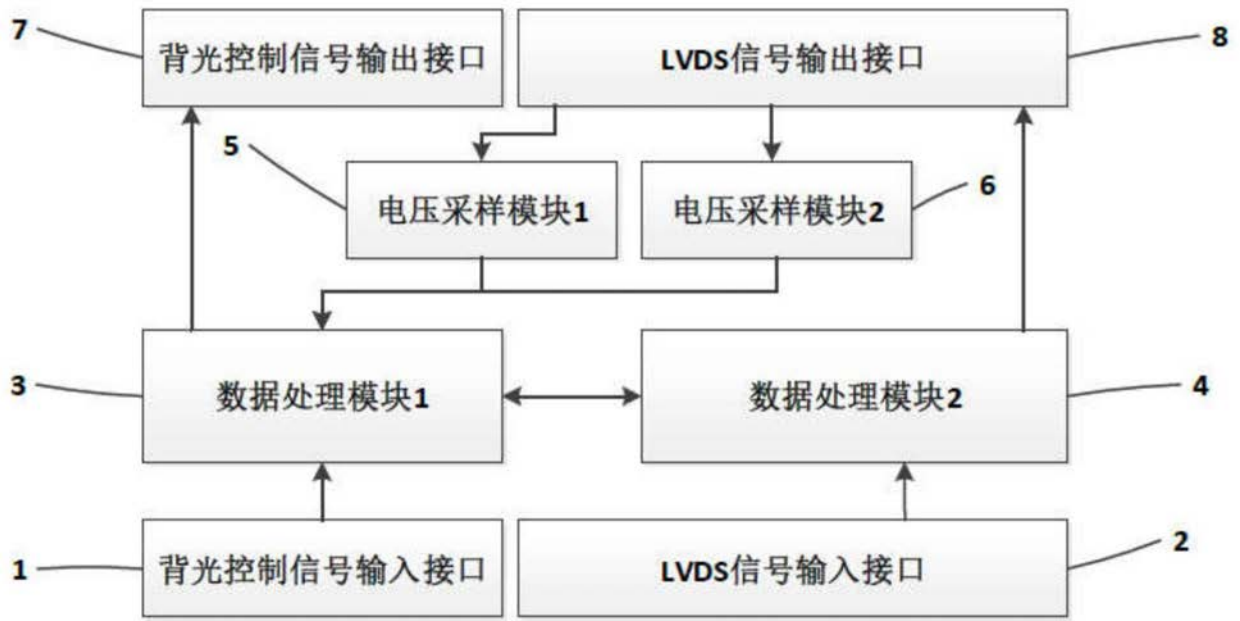 7
背光控制信号输出接口
LVDS信号输出接口
8
5
电压采样模块1
电压采样模块2
6
3
数据处理模块1
数据处理模块2
4
1
背光控制信号输入接口
LVDS信号输入接口
2